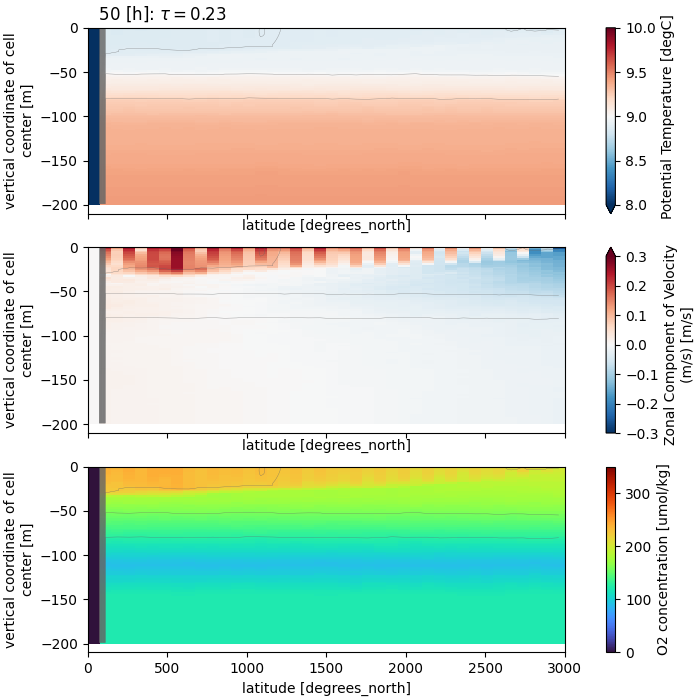 50 [h]: τ = 0.23
vertical coordinate of cell
center [m]
0
−50
−100
−150
−200
latitude [degrees_north]
10.0
9.5
9.0
8.5
8.0
Potential Temperature [degC]
vertical coordinate of cell
center [m]
0
−50
−100
−150
−200
latitude [degrees_north]
0.3
0.2
0.1
0.0
−0.1
−0.2
−0.3
Zonal Component of Velocity
(m/s) [m/s]
vertical coordinate of cell
center [m]
0
−50
−100
−150
−200
0 500 1000 1500 2000 2500 3000
latitude [degrees_north]
300
200
100
0
O2 concentration [umol/kg]